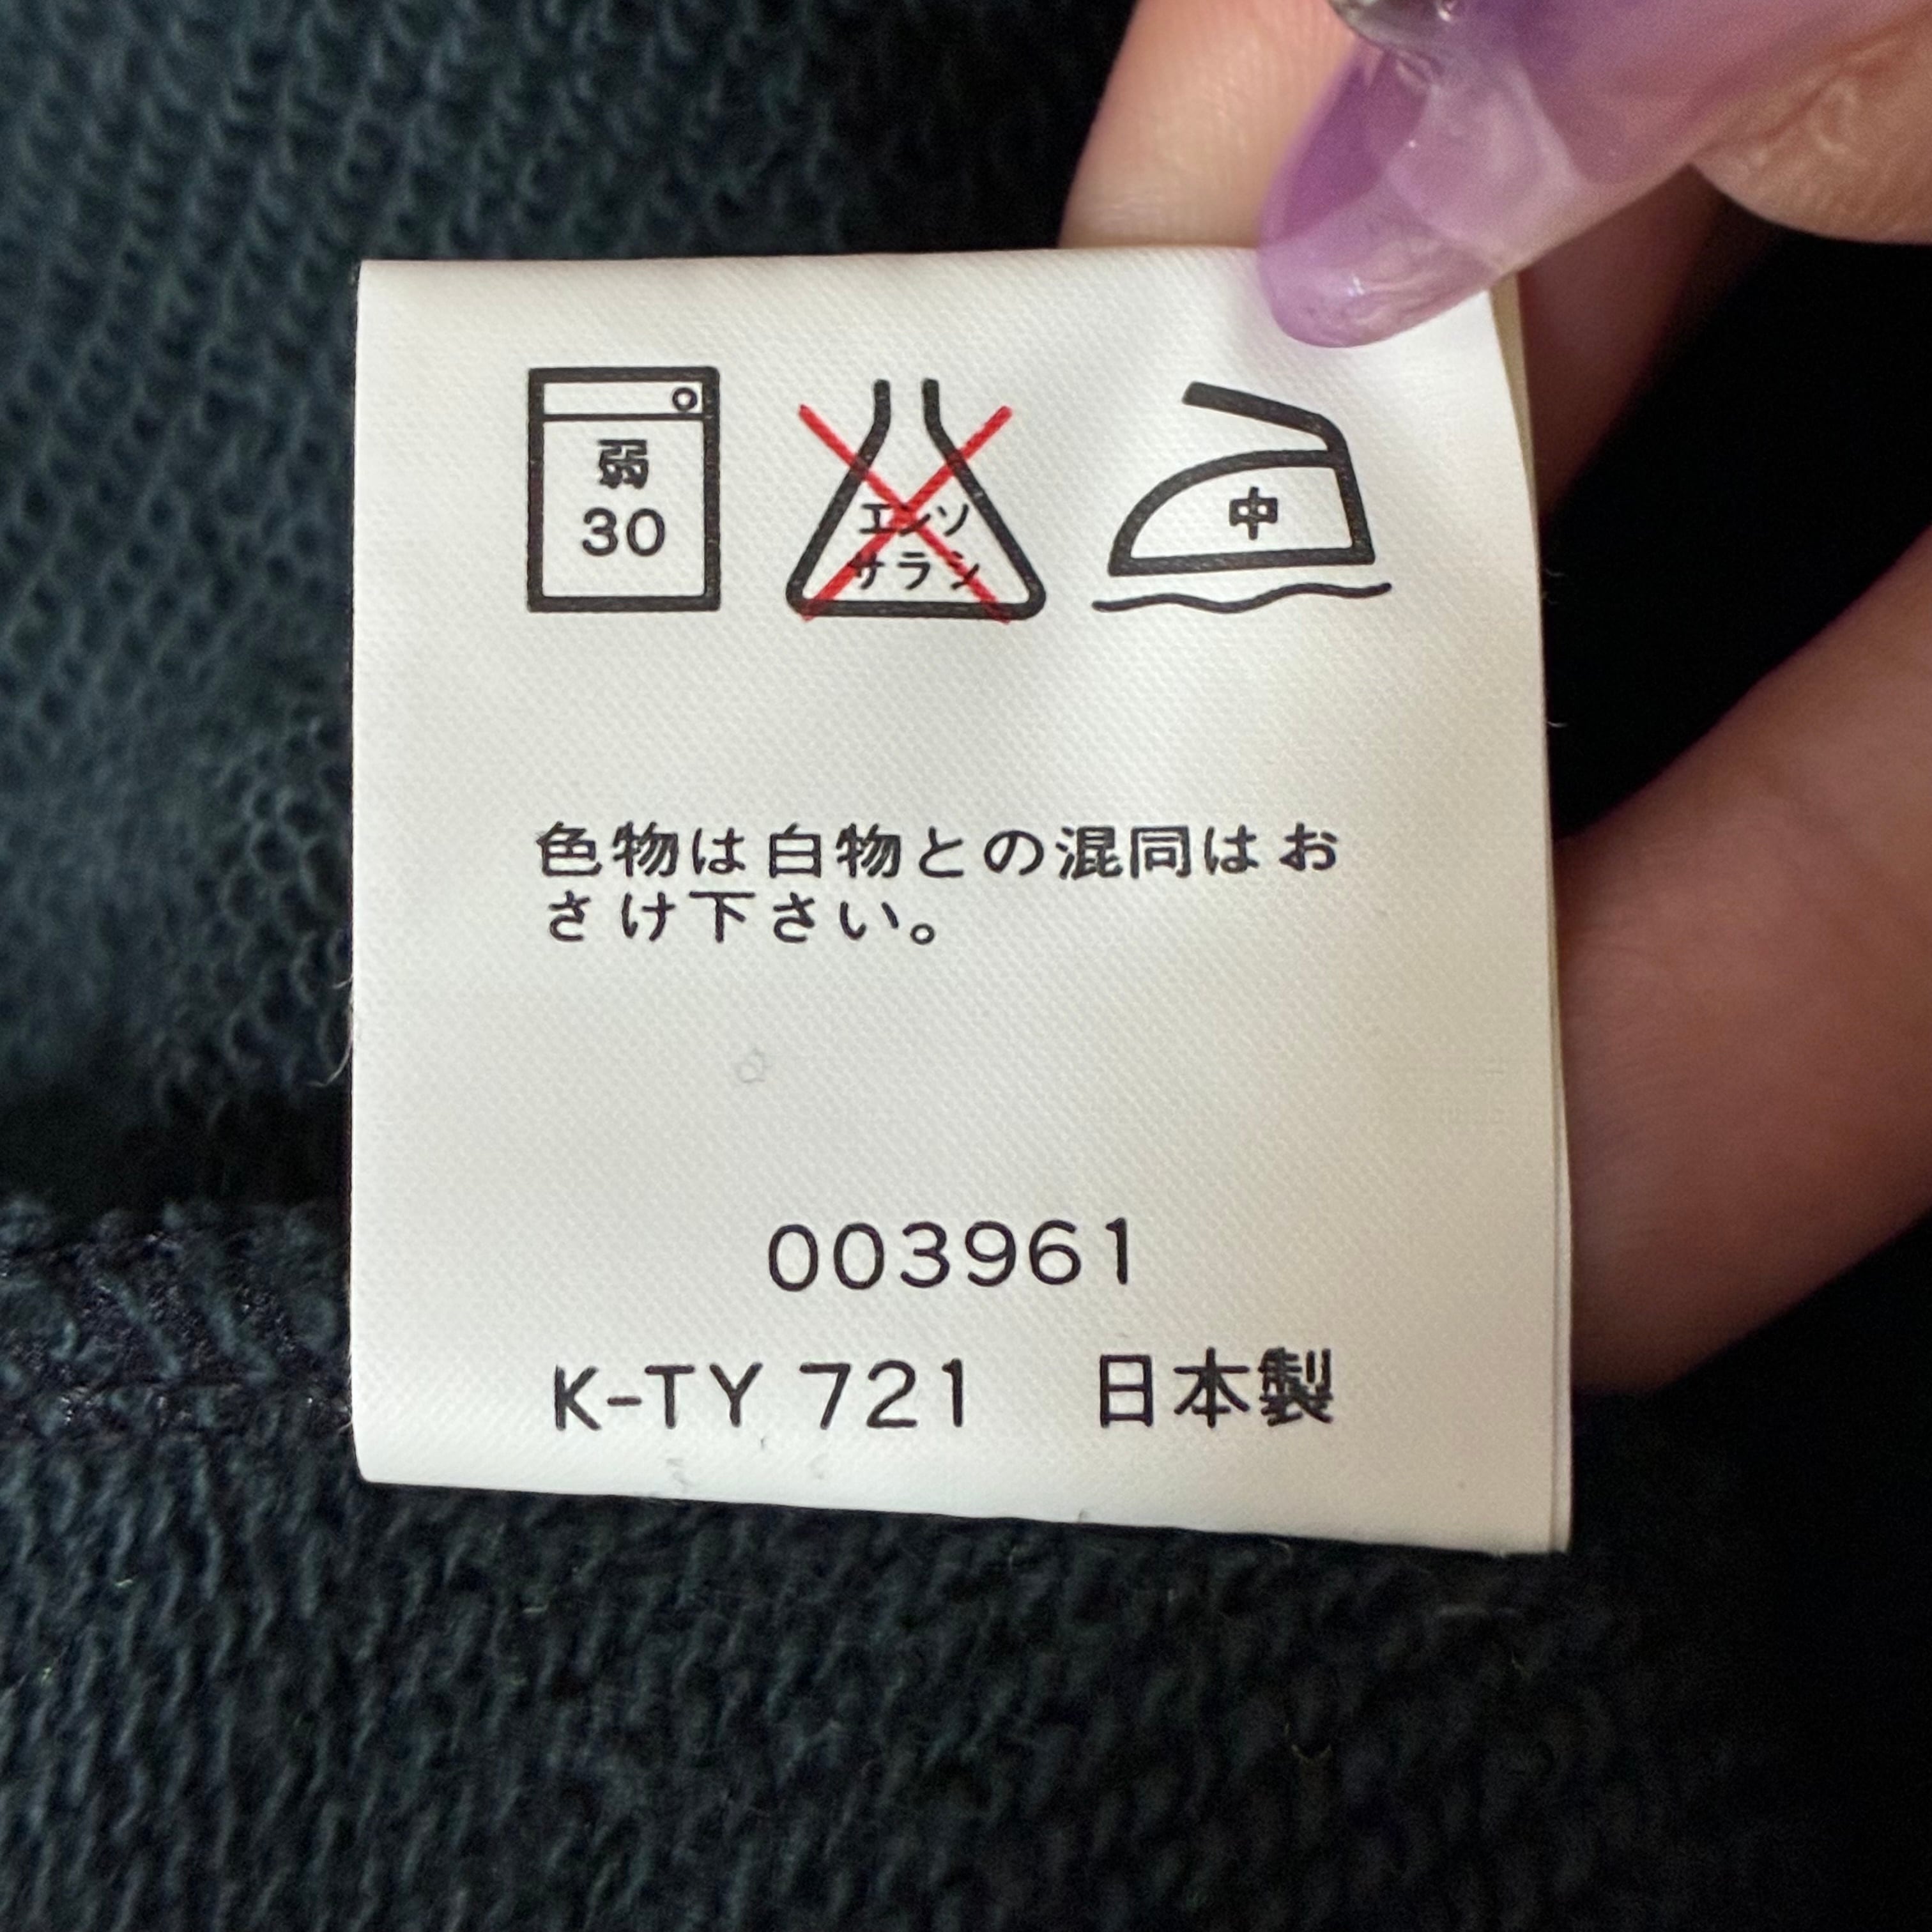 弱
30
エンソ
サラシ
中
色物は白物との混同はお
さけ下さい。
003961
K-TY 721 日本製